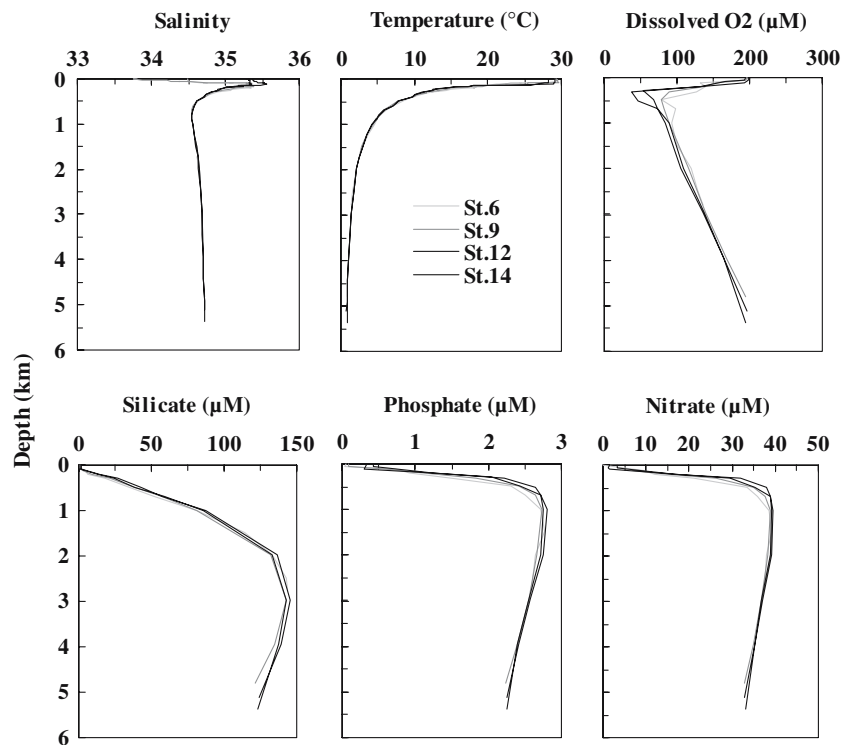 Salinity Temperature (°C) Dissolved O2 (µM)
33 34 35 36 0 10 20 30 0 100 200 300
0
1
2
3
4
5
6
St.6
St.9
St.12
St.14
Depth (km)
Silicate (µM) Phosphate (µM) Nitrate (µM)
0 50 100 150 0 1 2 3 0 10 20 30 40 50
0
1
2
3
4
5
6